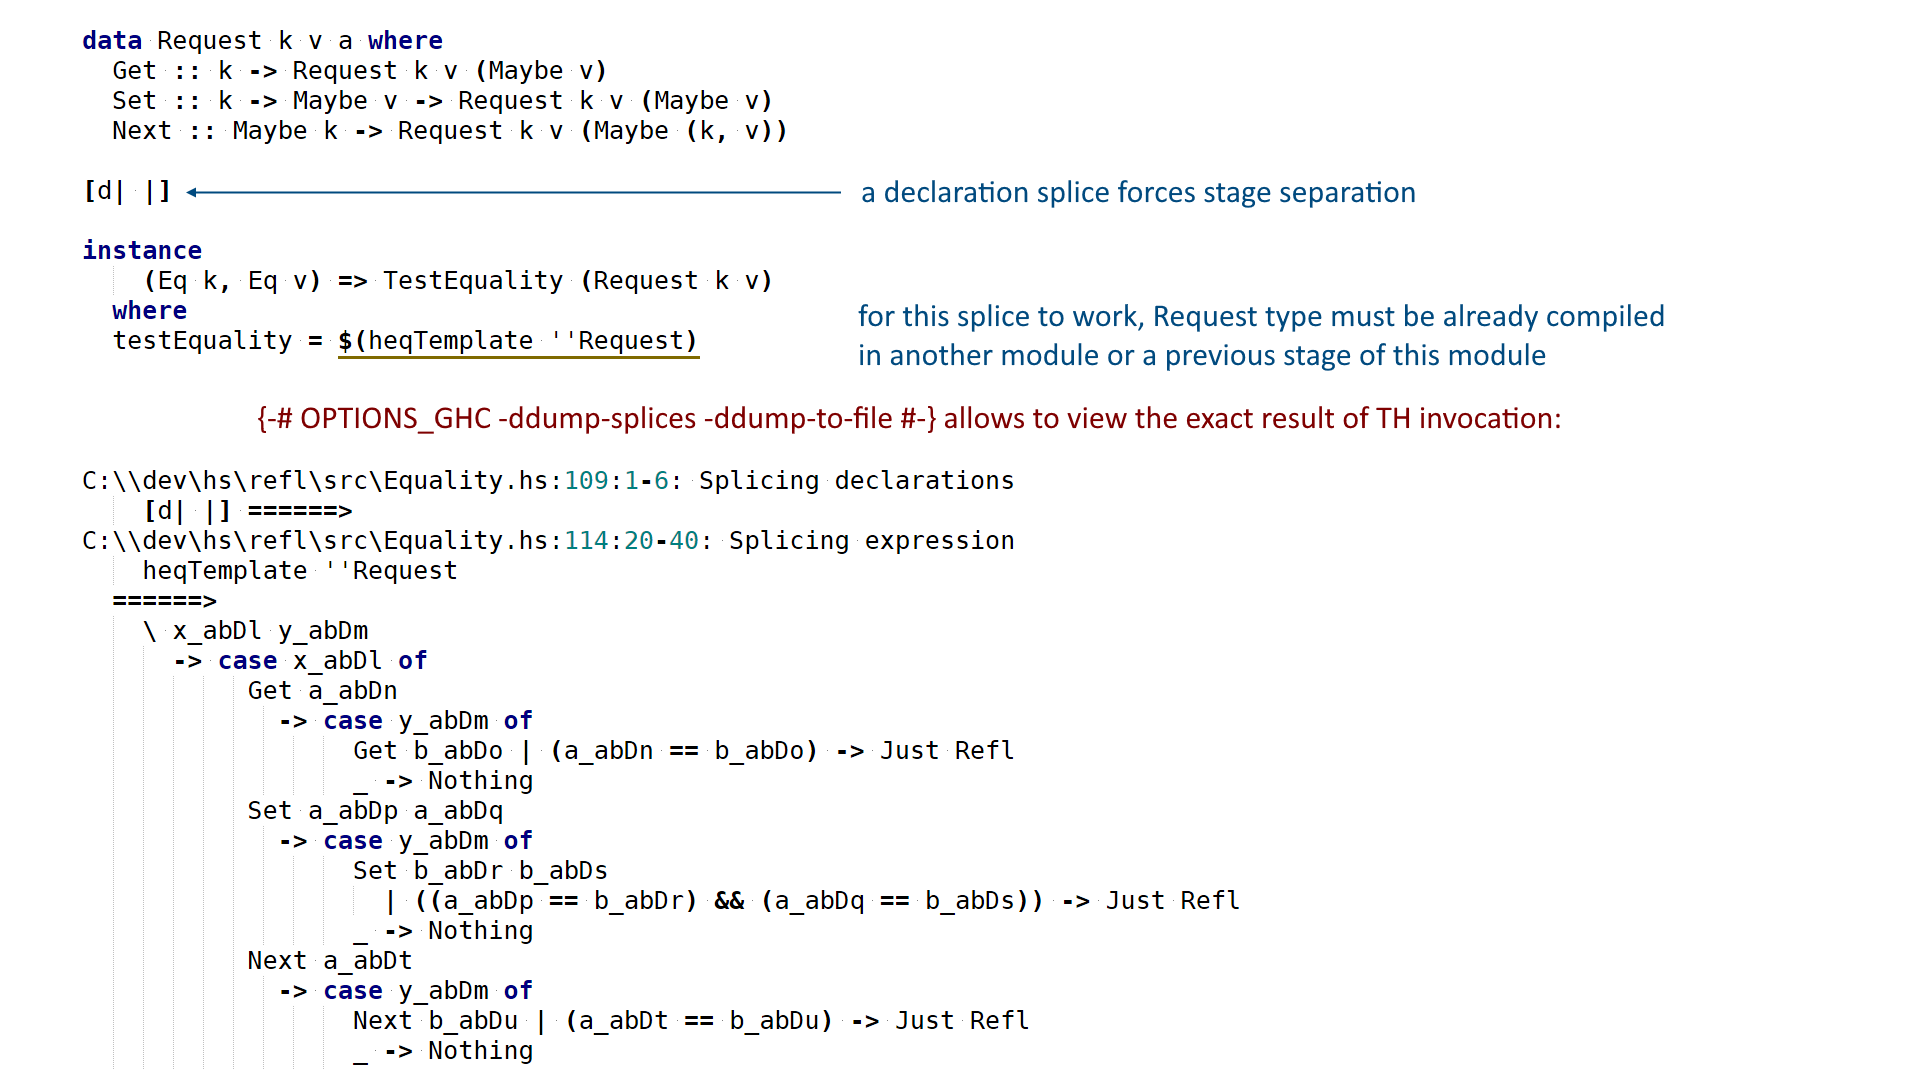 data Request k v a where
  Get :: k -> Request k v (Maybe v)
  Set :: k -> Maybe v -> Request k v (Maybe v)
  Next :: Maybe k -> Request k v (Maybe (k, v))
[d| |]
a declaration splice forces stage separation
instance
    (Eq k, Eq v) => TestEquality (Request k v)
  where
  testEquality = $(heqTemplate ''Request)
for this splice to work, Request type must be already compiled
in another module or a previous stage of this module
{-# OPTIONS_GHC -ddump-splices -ddump-to-file #-} allows to view the exact result of TH invocation:
C:\\dev\hs\refl\src\Equality.hs:109:1-6: Splicing declarations
    [d| |] ======>
C:\\dev\hs\refl\src\Equality.hs:114:20-40: Splicing expression
    heqTemplate ''Request
  ======>
    \ x_abDl y_abDm
      -> case x_abDl of
           Get a_abDn
             -> case y_abDm of
                  Get b_abDo | (a_abDn == b_abDo) -> Just Refl
                  _ -> Nothing
           Set a_abDp a_abDq
             -> case y_abDm of
                  Set b_abDr b_abDs
                    | ((a_abDp == b_abDr) && (a_abDq == b_abDs)) -> Just Refl
                  _ -> Nothing
           Next a_abDt
             -> case y_abDm of
                  Next b_abDu | (a_abDt == b_abDu) -> Just Refl
                  _ -> Nothing